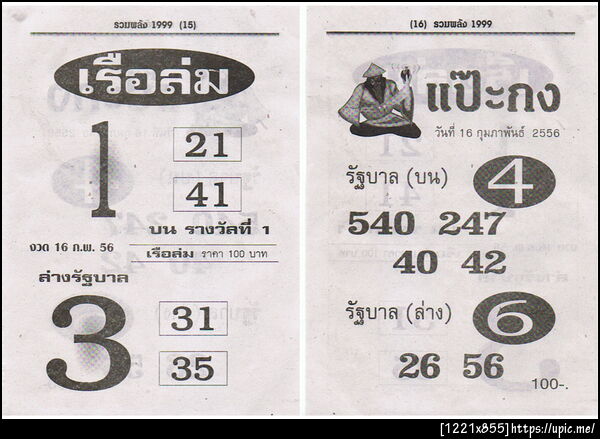 รวมพลัง 1999 (15)
เรือล่ม
1
21
41
บน รางวัลที่ 1
งวด 16 ก.พ. 56
เรือล่ม ราคา 100 บาท
ล่างรัฐบาล
3
31
35
(16) รวมพลัง 1999
แป๊ะกง
วันที่ 16 กุมภาพันธ์ 2556
รัฐบาล (บน) 4
540 247
40 42
รัฐบาล (ล่าง) 6
26 56
100-.
[1221x855]https://upic.me/